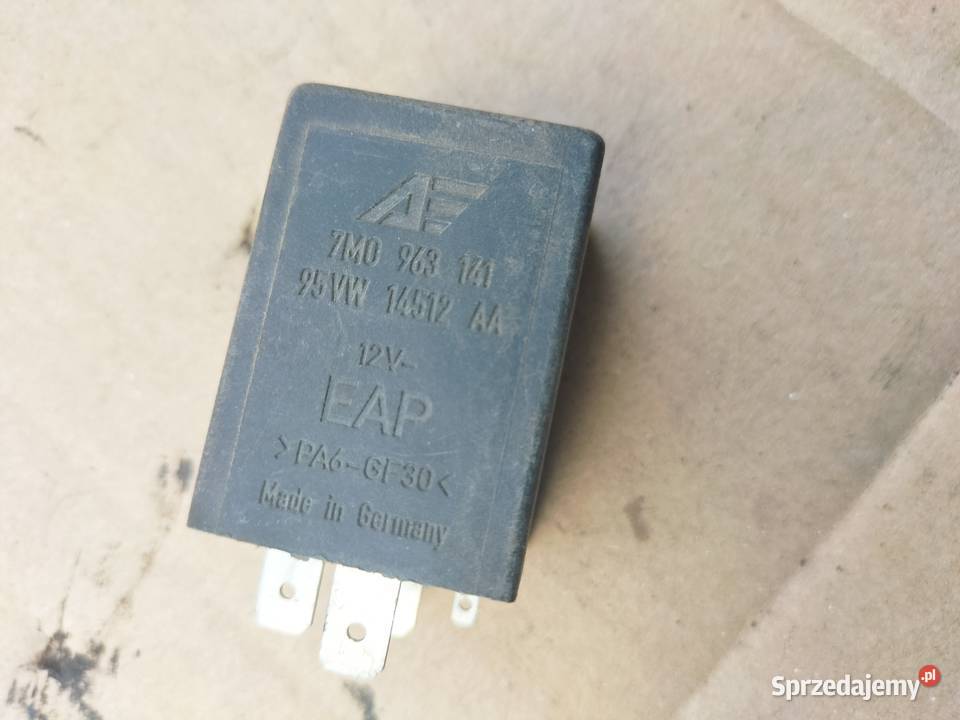 AE
7M0 963 141
95VW 14512 AA
12V-
EAP
>PA6-GF30<
Made in Germany
Sprzedajemy.pl